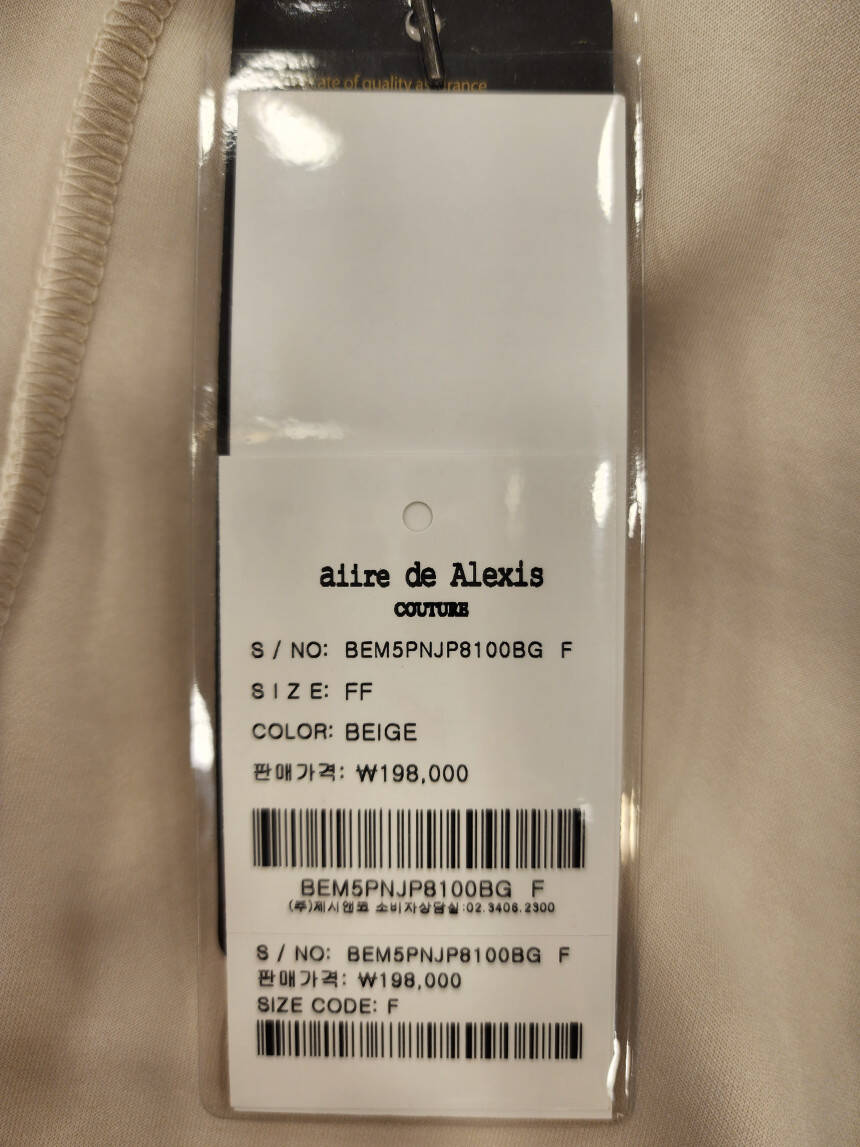 of quality
aiire de Alexis
COUTURE
S / NO: BEM5PNJP8100BG F
SIZE: FF
COLOR: BEIGE
판매가격: ₩198,000
BEM5PNJP8100BG F
(주)제시앤코 소비자상담실:02.3406.2300
S / NO: BEM5PNJP8100BG F
판매가격: ₩198,000
SIZE CODE: F